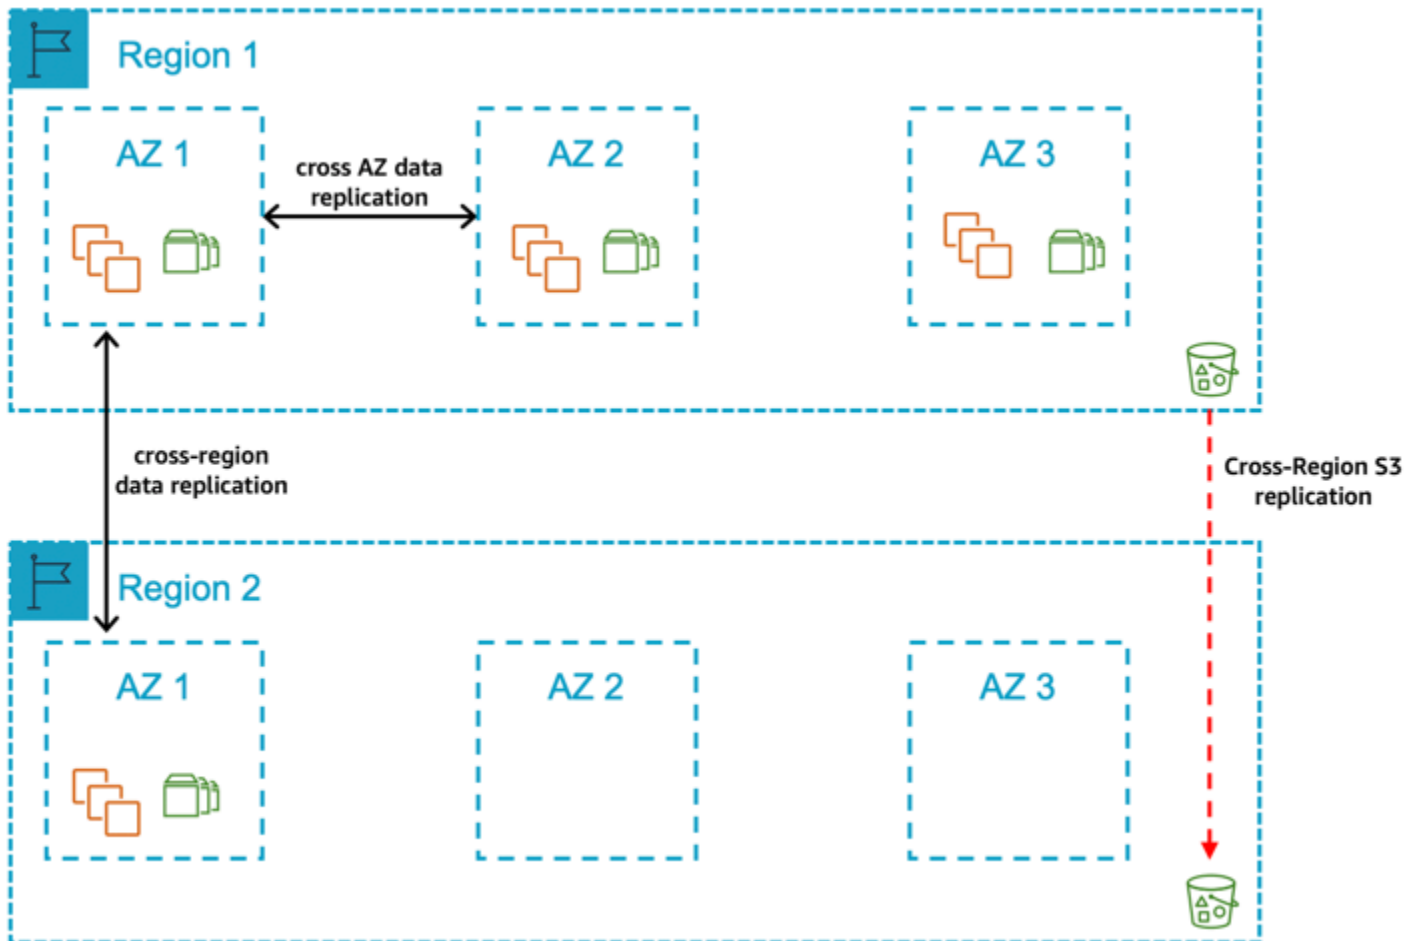 Region 1
AZ 1
AZ 2
AZ 3
cross AZ data
replication
cross-region
data replication
Cross-Region S3
replication
Region 2
AZ 1
AZ 2
AZ 3